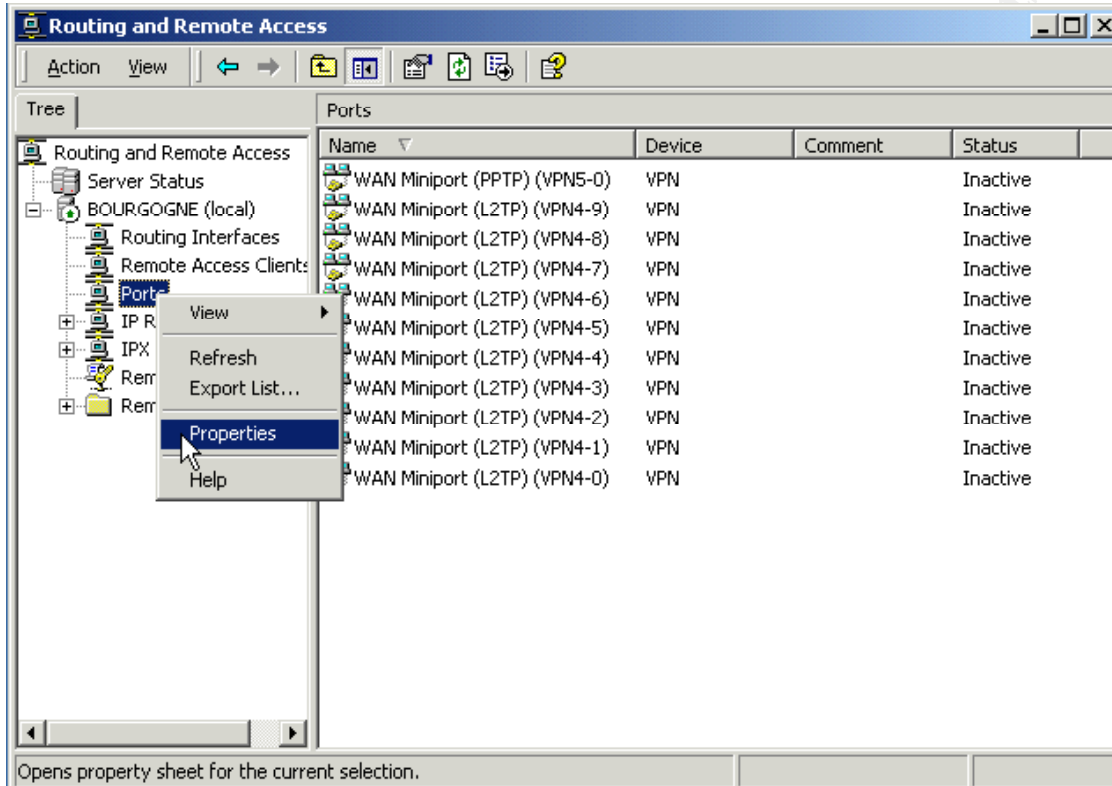 Routing and Remote Access
Action View
Tree
Ports
Routing and Remote Access
Server Status
BOURGOGNE (local)
Routing Interfaces
Remote Access Clients
Ports
IP R
IPX
Rem
Rem
View
Refresh
Export List...
Properties
Help
Name Device Comment Status
WAN Miniport (PPTP) (VPN5-0) VPN Inactive
WAN Miniport (L2TP) (VPN4-9) VPN Inactive
WAN Miniport (L2TP) (VPN4-8) VPN Inactive
WAN Miniport (L2TP) (VPN4-7) VPN Inactive
WAN Miniport (L2TP) (VPN4-6) VPN Inactive
WAN Miniport (L2TP) (VPN4-5) VPN Inactive
WAN Miniport (L2TP) (VPN4-4) VPN Inactive
WAN Miniport (L2TP) (VPN4-3) VPN Inactive
WAN Miniport (L2TP) (VPN4-2) VPN Inactive
WAN Miniport (L2TP) (VPN4-1) VPN Inactive
WAN Miniport (L2TP) (VPN4-0) VPN Inactive
Opens property sheet for the current selection.